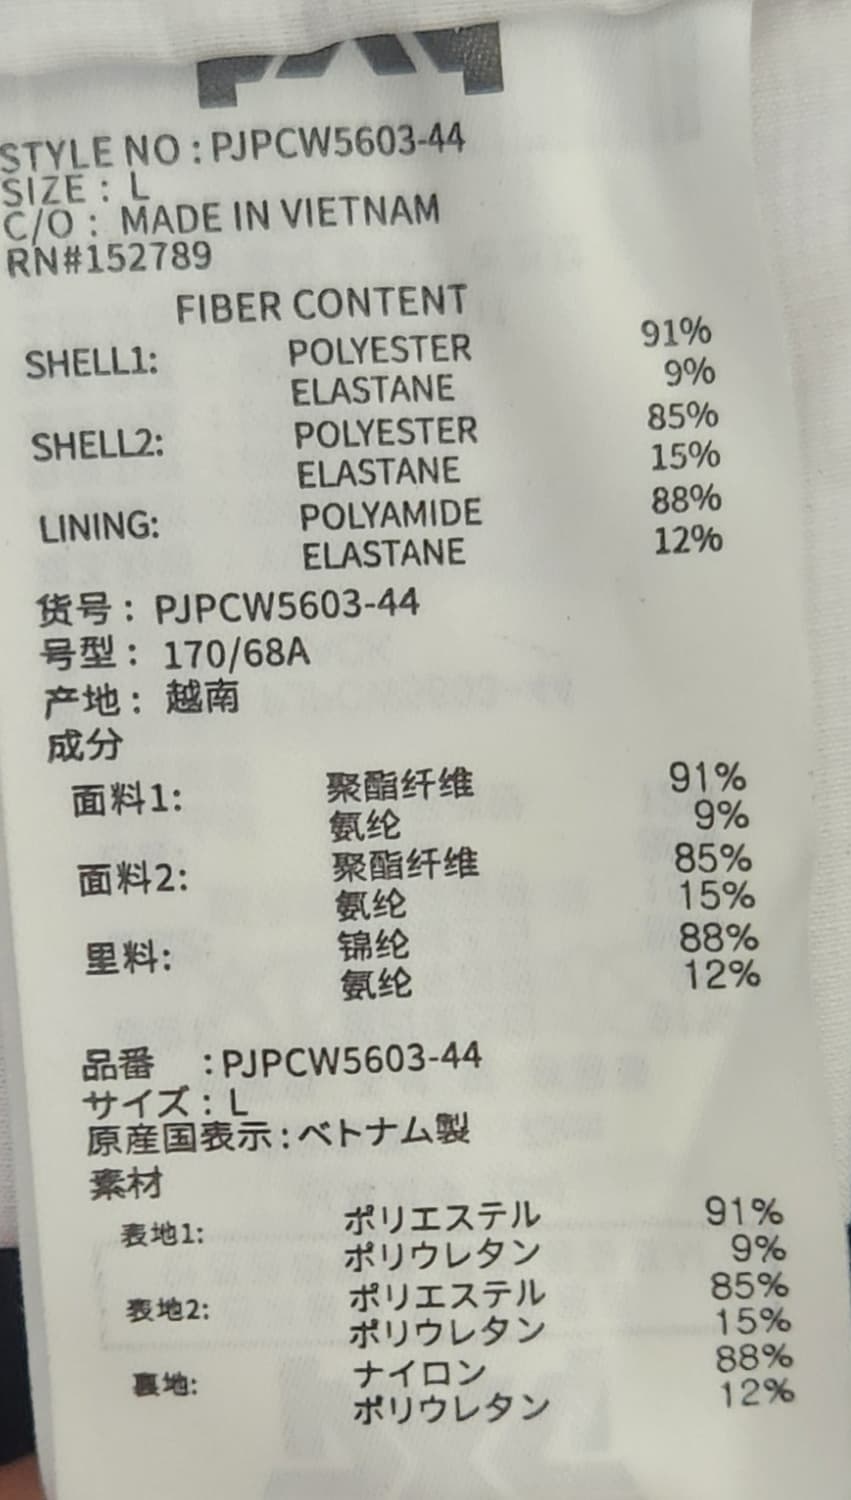 STYLE NO : PJPCW5603-44
SIZE : L
C/O : MADE IN VIETNAM
RN#152789
FIBER CONTENT
SHELL1: POLYESTER 91%
ELASTANE 9%
SHELL2: POLYESTER 85%
ELASTANE 15%
LINING: POLYAMIDE 88%
ELASTANE 12%
货号 : PJPCW5603-44
号型 : 170/68A
产地 : 越南
成分
面料1: 聚酯纤维 91%
氨纶 9%
面料2: 聚酯纤维 85%
氨纶 15%
里料: 锦纶 88%
氨纶 12%
品番 : PJPCW5603-44
サイズ : L
原産国表示 : ベトナム製
素材
表地1: ポリエステル 91%
ポリウレタン 9%
表地2: ポリエステル 85%
ポリウレタン 15%
裏地: ナイロン 88%
ポリウレタン 12%